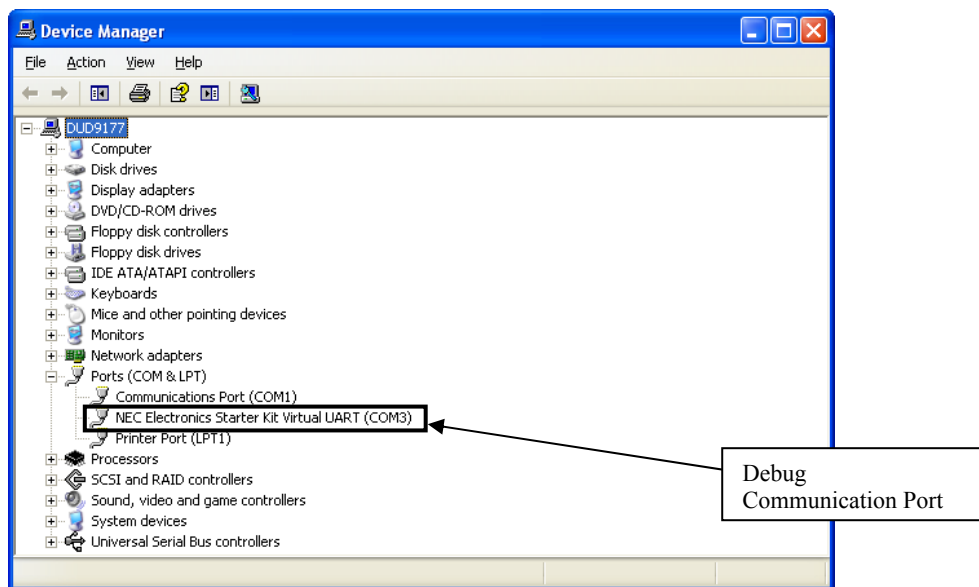 Device Manager
File Action View Help
DUD9177
Computer
Disk drives
Display adapters
DVD/CD-ROM drives
Floppy disk controllers
Floppy disk drives
IDE ATA/ATAPI controllers
Keyboards
Mice and other pointing devices
Monitors
Network adapters
Ports (COM & LPT)
Communications Port (COM1)
NEC Electronics Starter Kit Virtual UART (COM3)
Printer Port (LPT1)
Processors
SCSI and RAID controllers
Sound, video and game controllers
System devices
Universal Serial Bus controllers
Debug
Communication Port